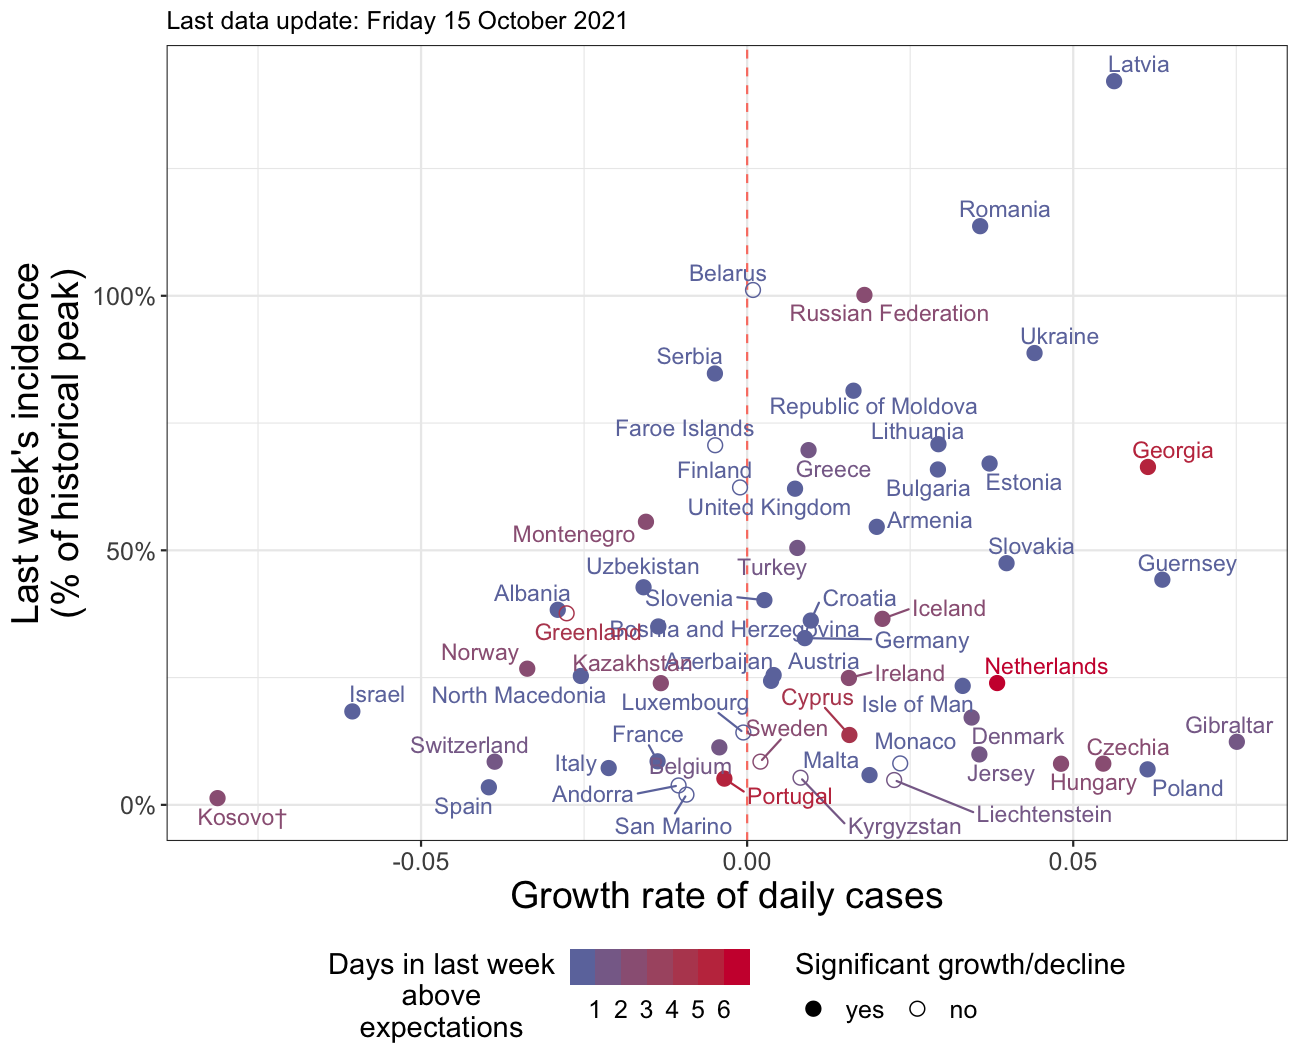 Last data update: Friday 15 October 2021
Last week's incidence
(% of historical peak)
100%
50%
0%
Latvia
Romania
Belarus
Russian Federation
Ukraine
Serbia
Republic of Moldova
Faroe Islands
Lithuania
Georgia
Finland
Greece
Bulgaria
Estonia
United Kingdom
Armenia
Montenegro
Slovakia
Uzbekistan
Turkey
Guernsey
Albania
Slovenia
Croatia
Iceland
Greenland
Bosnia and Herzegovina
Germany
Norway
Kazakhstan
Azerbaijan
Austria
Ireland
Netherlands
Israel
North Macedonia
Luxembourg
Cyprus
Isle of Man
Switzerland
France
Sweden
Monaco
Denmark
Gibraltar
Italy
Belgium
Malta
Jersey
Czechia
Hungary
Poland
Spain
Andorra
Portugal
Kosovo†
San Marino
Kyrgyzstan
Liechtenstein
-0.05
0.00
0.05
Growth rate of daily cases
Days in last week
above
expectations
1 2 3 4 5 6
Significant growth/decline
yes
no